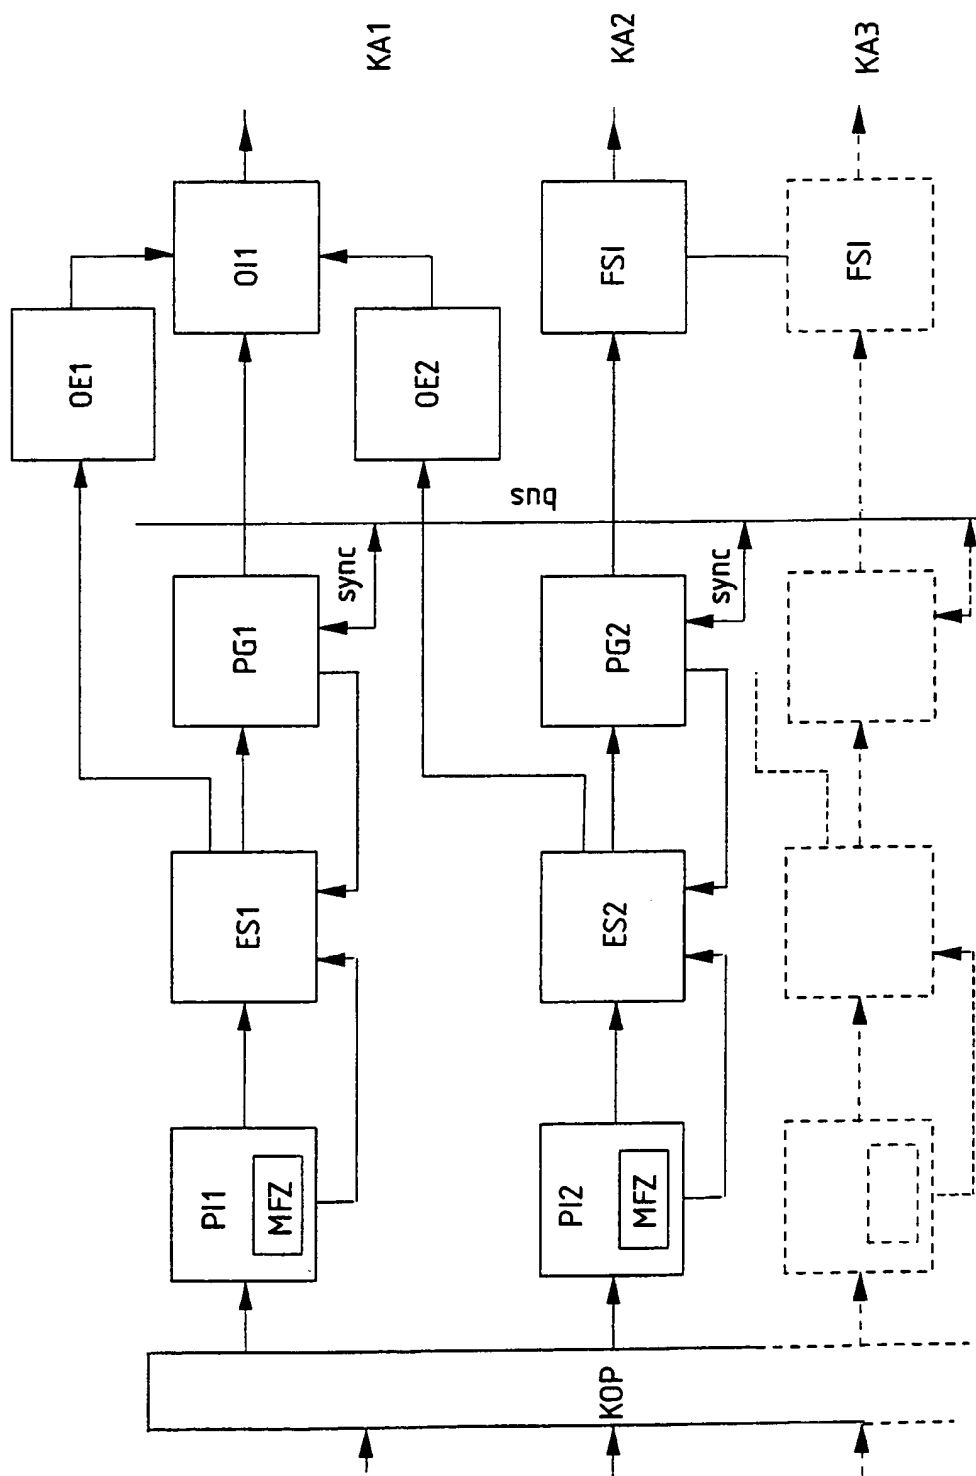 KOP
PI1
MFZ
ES1
PG1
sync
OE1
OI1
OE2
KA1
bus
PI2
MFZ
ES2
PG2
sync
FSI
KA2
FSI
KA3